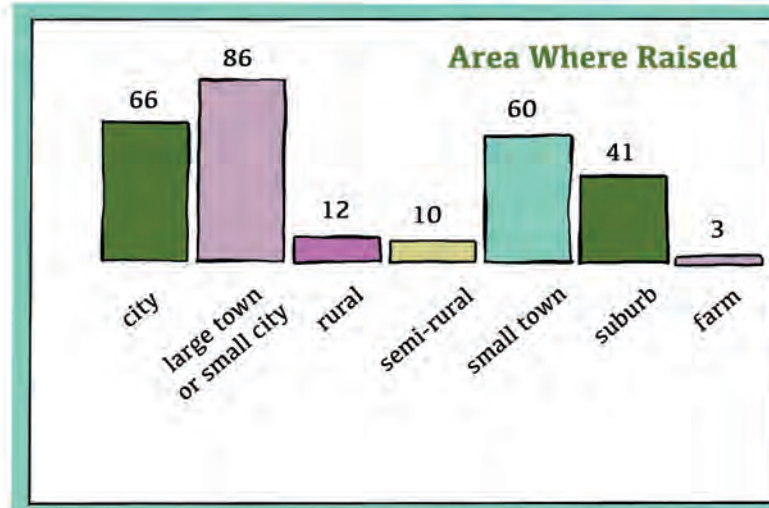 Area Where Raised
66
86
12
10
60
41
3
city
large town
or small city
rural
semi-rural
small town
suburb
farm